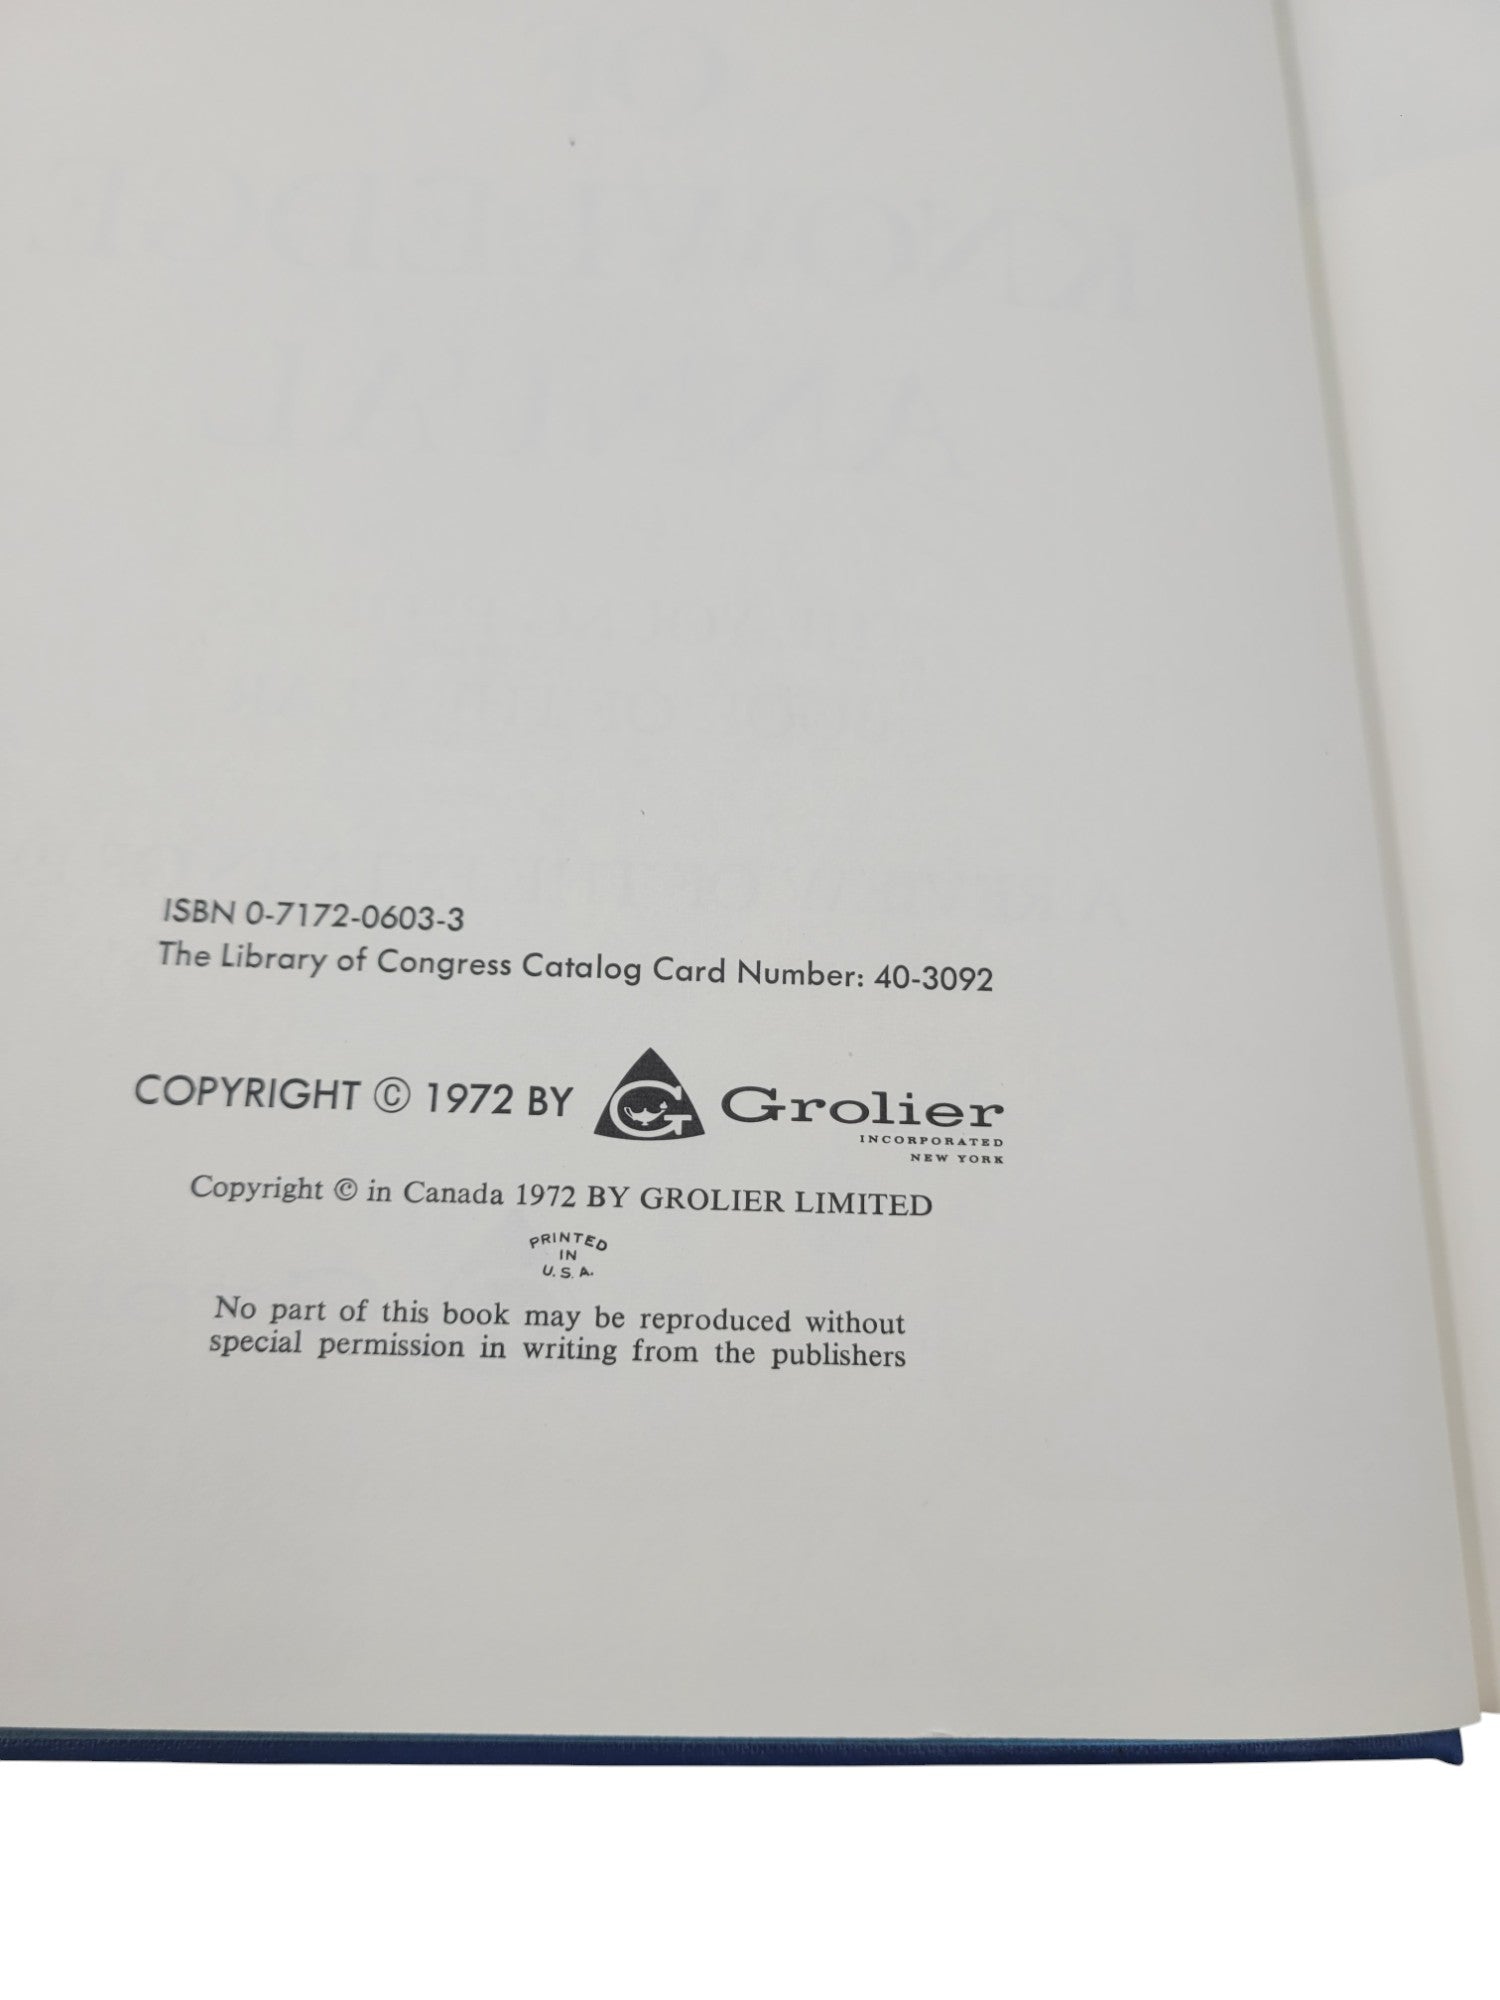 ISBN 0-7172-0603-3
The Library of Congress Catalog Card Number: 40-3092
COPYRIGHT © 1972 BY G Grolier
INCORPORATED
NEW YORK
Copyright © in Canada 1972 BY GROLIER LIMITED
PRINTED
IN
U. S. A.
No part of this book may be reproduced without
special permission in writing from the publishers